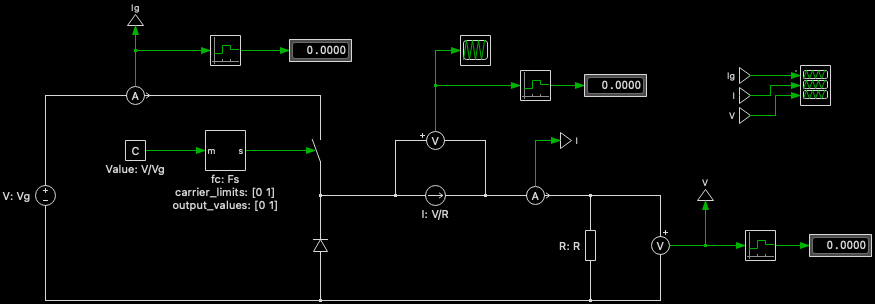 Ig
0.0000
A
C
Value: V/Vg
m
s
fc: Fs
carrier_limits: [0 1]
output_values: [0 1]
V: Vg
+
−
0.0000
+
V
I
I: V/R
A
R: R
V
+
V
0.0000
Ig
I
V